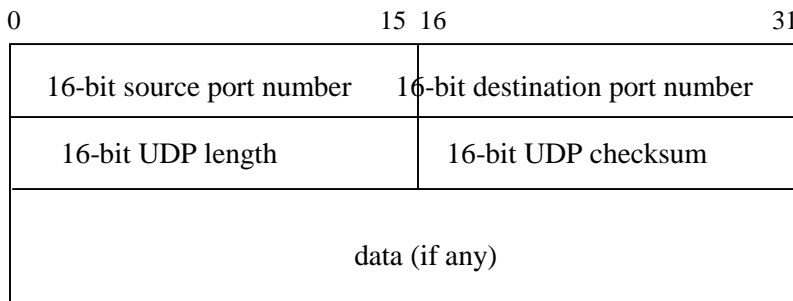 0 15 16 31
16-bit source port number 16-bit destination port number
16-bit UDP length 16-bit UDP checksum
data (if any)